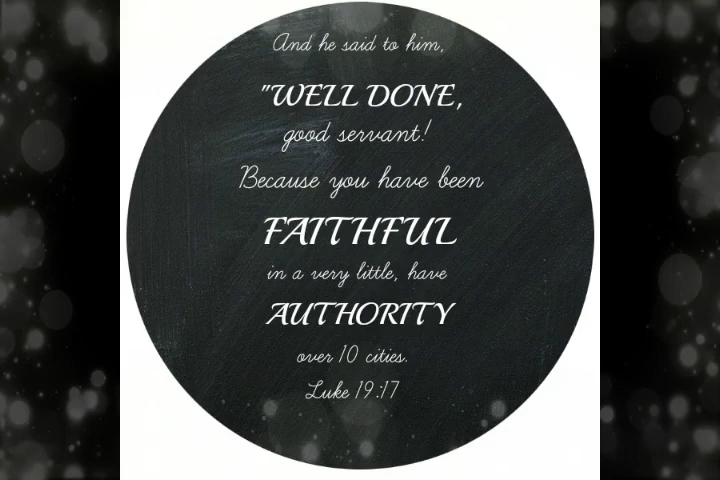 And he said to him,
"WELL DONE,
good servant!
Because you have been
FAITHFUL
in a very little, have
AUTHORITY
over 10 cities.
Luke 19:17